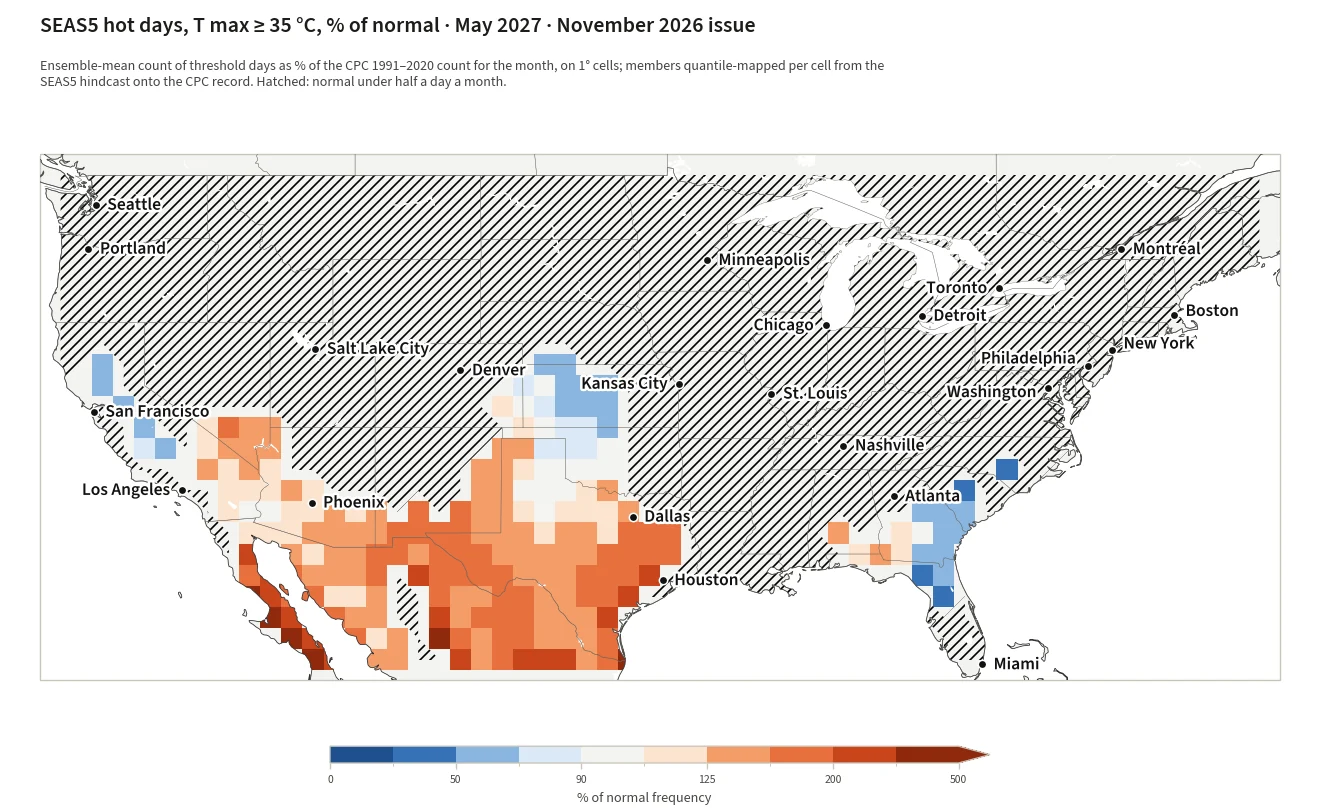 SEAS5 hot days, T max ≥ 35 °C, % of normal · May 2027 · November 2026 issue
Ensemble-mean count of threshold days as % of the CPC 1991–2020 count for the month, on 1° cells; members quantile-mapped per cell from the
SEAS5 hindcast onto the CPC record. Hatched: normal under half a day a month.
Seattle
Portland
Montréal
Minneapolis
Toronto
Boston
Detroit
Chicago
New York
Salt Lake City
Philadelphia
Denver
Kansas City
Washington
St. Louis
San Francisco
Nashville
Los Angeles
Atlanta
Phoenix
Dallas
Houston
Miami
0 50 90 125 200 500
% of normal frequency